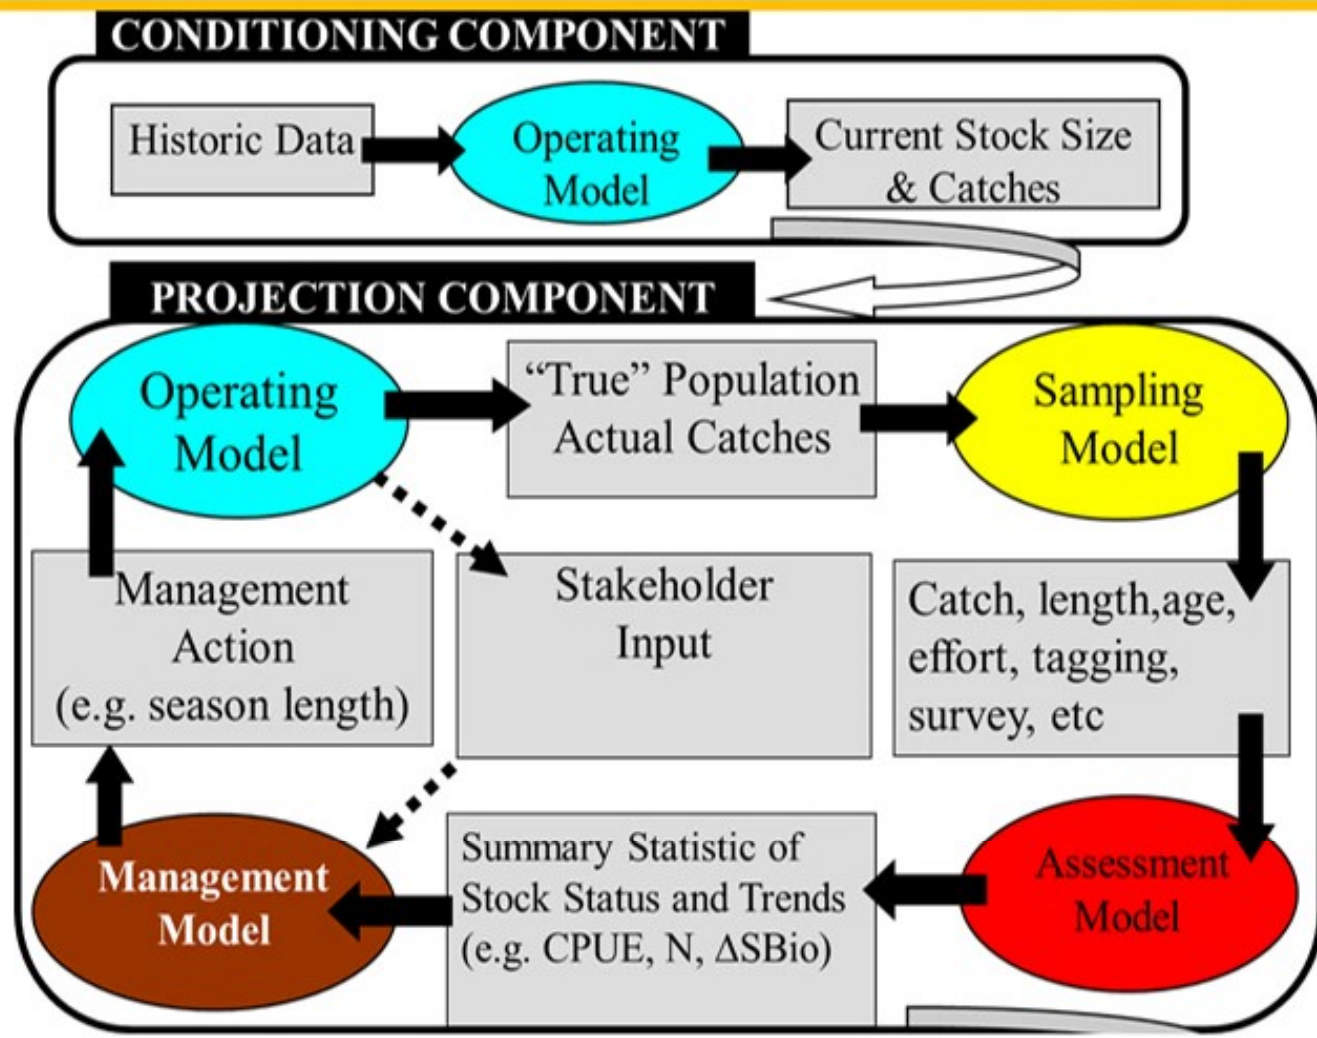 CONDITIONING COMPONENT
Historic Data
Operating
Model
Current Stock Size
& Catches
PROJECTION COMPONENT
Operating
Model
“True” Population
Actual Catches
Sampling
Model
Management
Action
(e.g. season length)
Stakeholder
Input
Catch, length,age,
effort, tagging,
survey, etc
Management
Model
Summary Statistic of
Stock Status and Trends
(e.g. CPUE, N, ΔSBio)
Assessment
Model